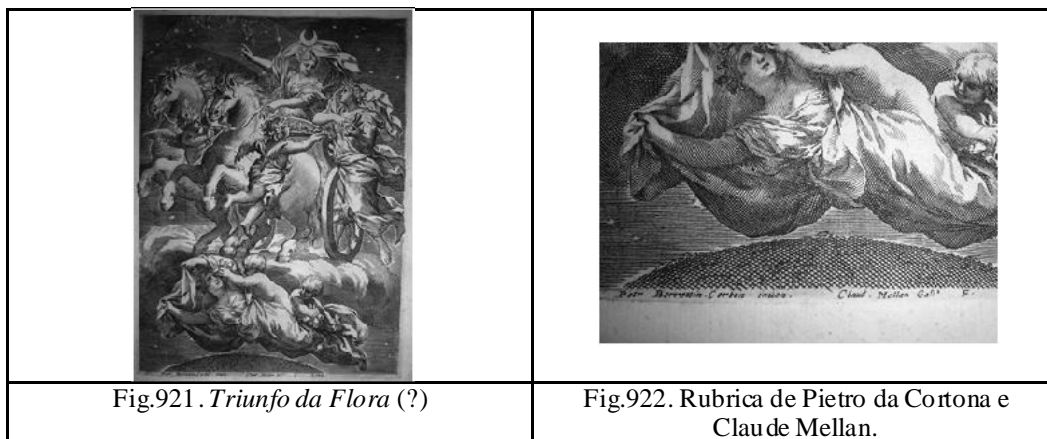 Petr Berrettin. Corton. inven. Claud. Mellan Gall.s F.
Fig.921. Triunfo da Flora (?)
Fig.922. Rubrica de Pietro da Cortona e
Claude Mellan.